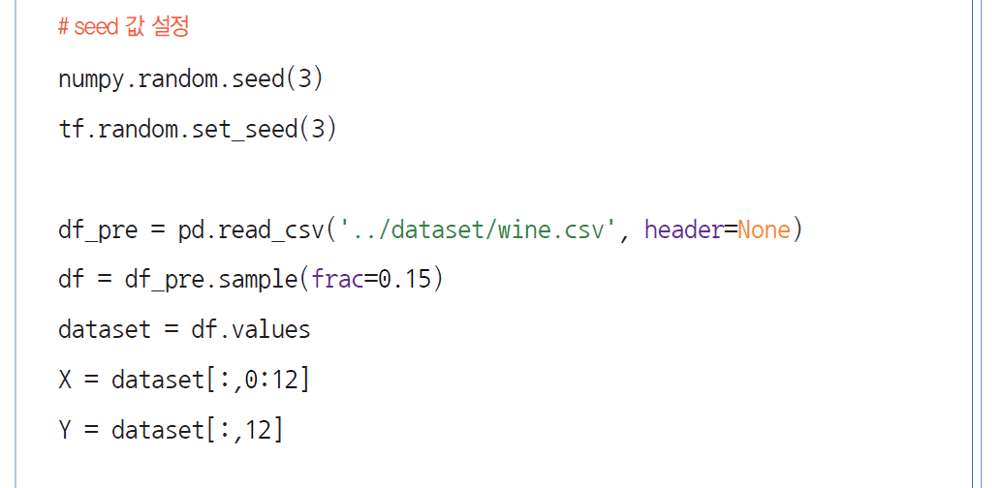 # seed 값 설정
numpy.random.seed(3)
tf.random.set_seed(3)
df_pre = pd.read_csv('../dataset/wine.csv', header=None)
df = df_pre.sample(frac=0.15)
dataset = df.values
X = dataset[:,0:12]
Y = dataset[:,12]